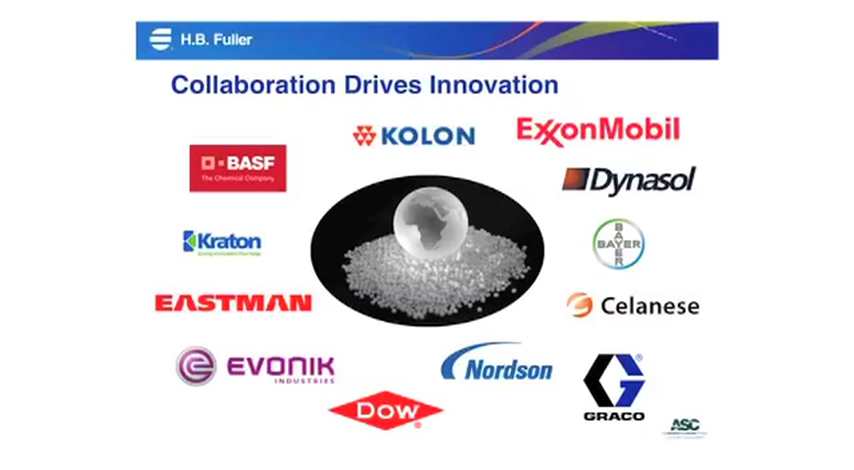 H.B. Fuller
Collaboration Drives Innovation
KOLON
ExxonMobil
BASF
The Chemical Company
Dynasol
Kraton
BAYER
BAYER
EASTMAN
Celanese
EVONIK
INDUSTRIES
Nordson
GRACO
DOW
ASC